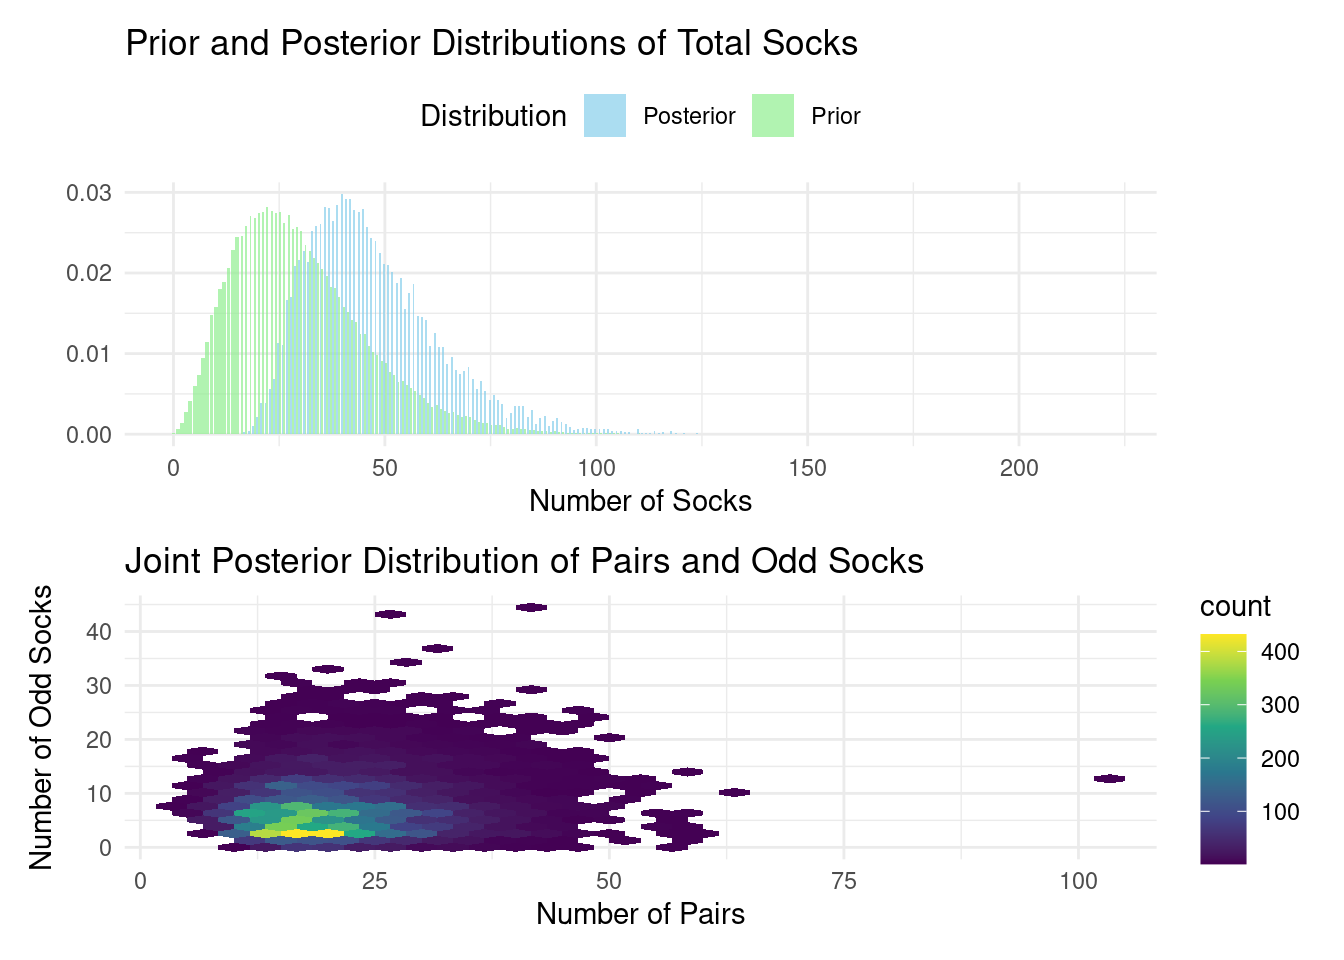 Prior and Posterior Distributions of Total Socks
Distribution Posterior Prior
0.03
0.02
0.01
0.00
0 50 100 150 200
Number of Socks
Joint Posterior Distribution of Pairs and Odd Socks
Number of Odd Socks
40
30
20
10
0
0 25 50 75 100
Number of Pairs
count
400
300
200
100